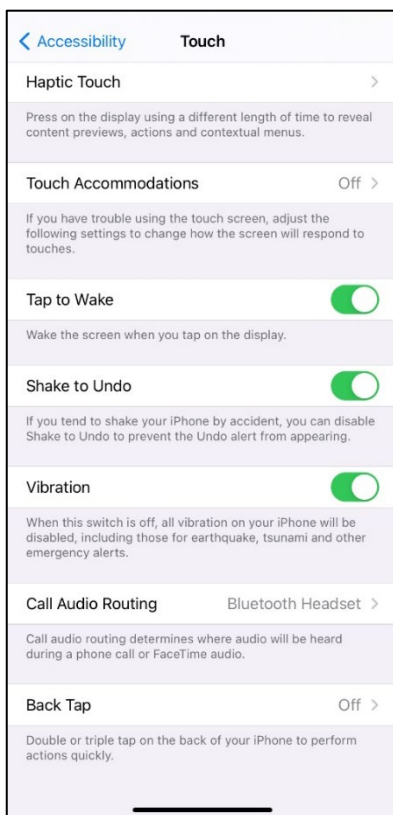 Accessibility Touch
Haptic Touch
Press on the display using a different length of time to reveal
content previews, actions and contextual menus.
Touch Accommodations Off
If you have trouble using the touch screen, adjust the
following settings to change how the screen will respond to
touches.
Tap to Wake
Wake the screen when you tap on the display.
Shake to Undo
If you tend to shake your iPhone by accident, you can disable
Shake to Undo to prevent the Undo alert from appearing.
Vibration
When this switch is off, all vibration on your iPhone will be
disabled, including those for earthquake, tsunami and other
emergency alerts.
Call Audio Routing Bluetooth Headset
Call audio routing determines where audio will be heard
during a phone call or FaceTime audio.
Back Tap Off
Double or triple tap on the back of your iPhone to perform
actions quickly.